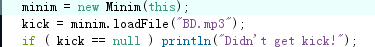 minim = new Minim(this);
kick = minim.loadFile("BD.mp3");
if ( kick == null ) println("Didn't get kick!");